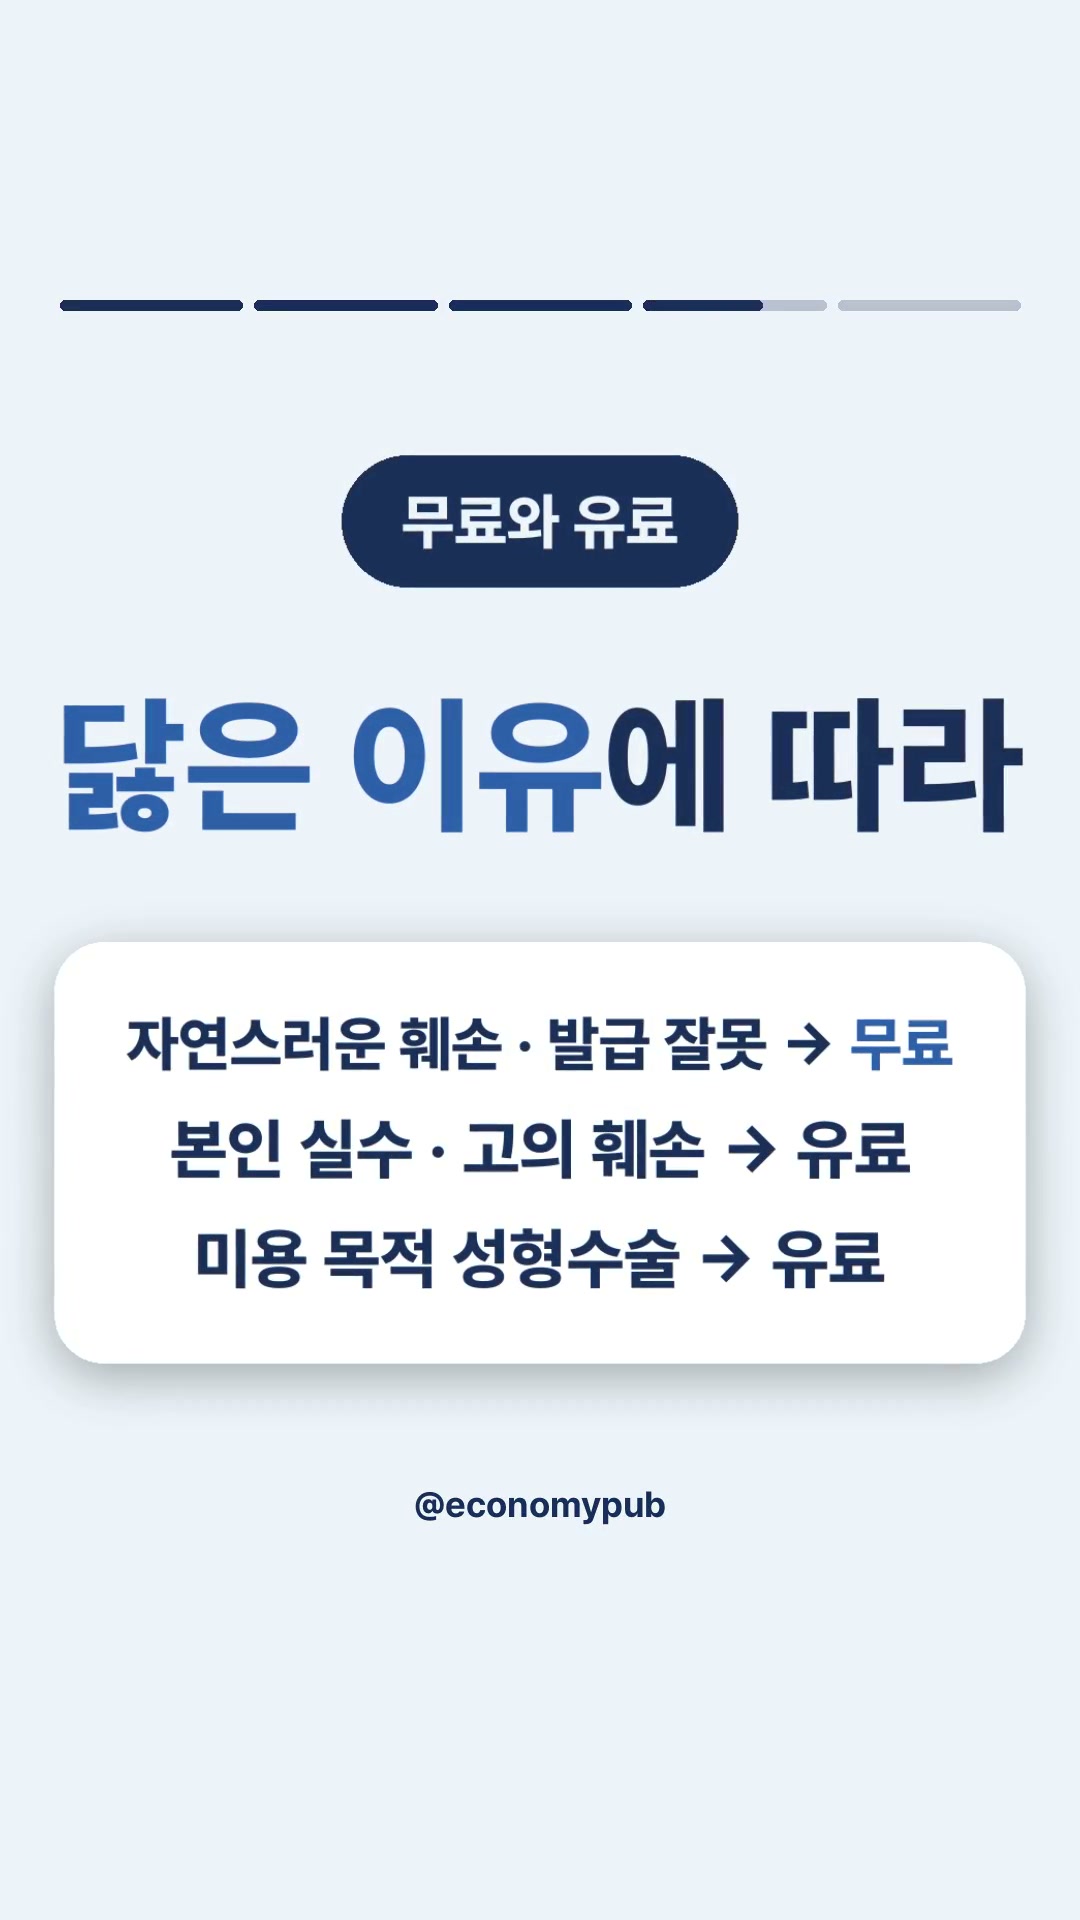 무료와 유료
닳은 이유에 따라
자연스러운 훼손 · 발급 잘못 → 무료
본인 실수 · 고의 훼손 → 유료
미용 목적 성형수술 → 유료
@economypub